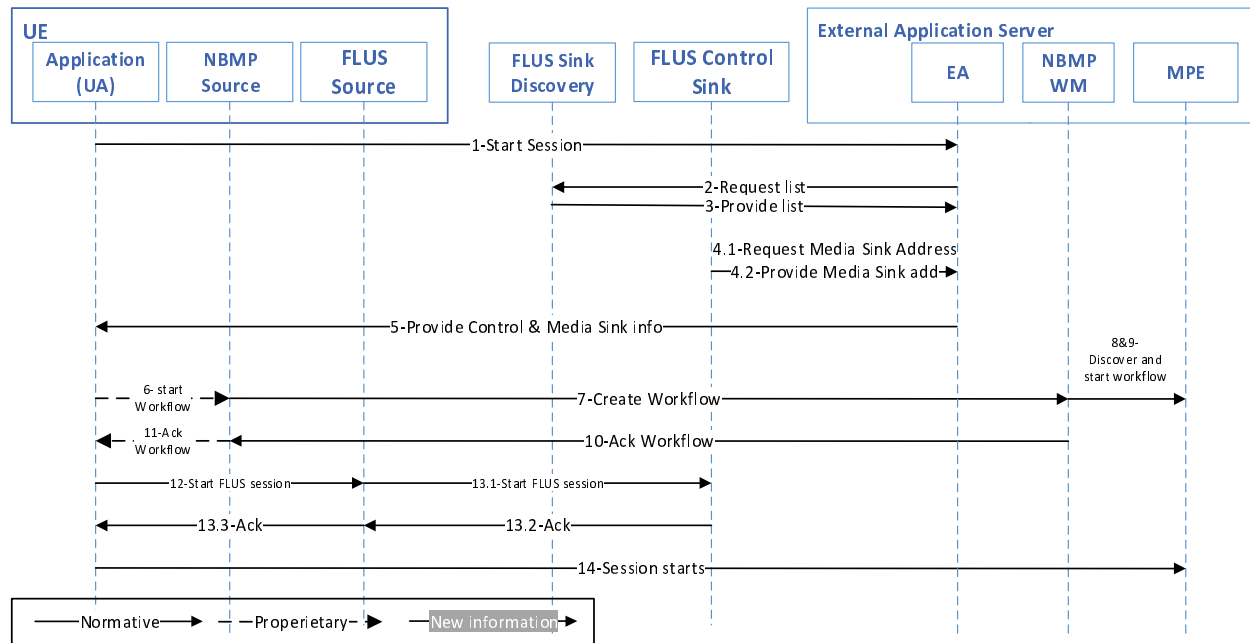 UE
External Application Server
Application
(UA)
NBMP
Source
FLUS
Source
FLUS Sink
Discovery
FLUS Control
Sink
EA
NBMP
WM
MPE
1-Start Session
2-Request list
3-Provide list
4.1-Request Media Sink Address
4.2-Provide Media Sink add
5-Provide Control & Media Sink info
8&9-
Discover and
start workflow
6- start
Workflow
7-Create Workflow
11-Ack
Workflow
10-Ack Workflow
12-Start FLUS session
13.1-Start FLUS session
13.3-Ack
13.2-Ack
14-Session starts
Normative
Properietary
New information